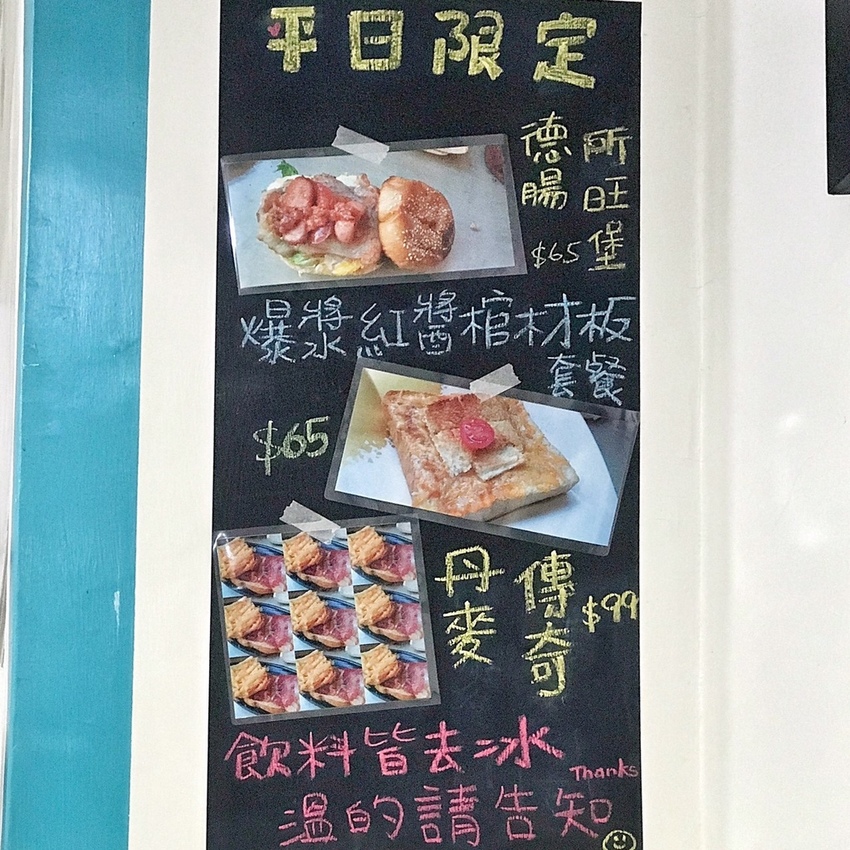 平日限定
所旺堡
德腸
$65
爆漿紅醬棺材板
套餐
$65
傳奇
丹麥
$99
飲料皆去冰
Thanks
溫的請告知